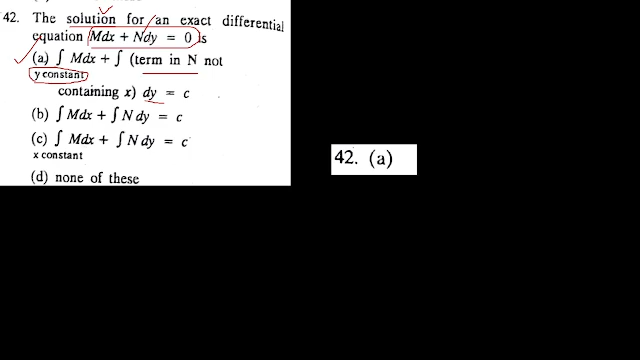 42. The solution for an exact differential
equation Mdx + Ndy = 0 is
(a) ∫ Mdx + ∫ (term in N not
y constant
containing x) dy = c
(b) ∫ Mdx + ∫ N dy = c
(c) ∫ Mdx + ∫ N dy = c
x constant
(d) none of these
42. (a)